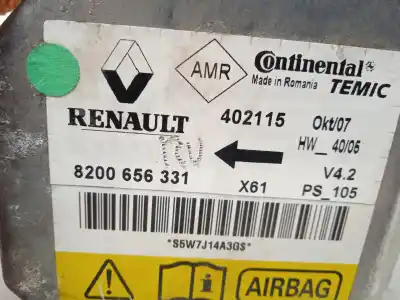 AMR
Continental
Made in Romania TEMIC
RENAULT 402115 Okt/07
HW_ 40/05
8200 656 331 X61 V4.2
PS_105
*S5W7J14A3GS*
AIRBAG